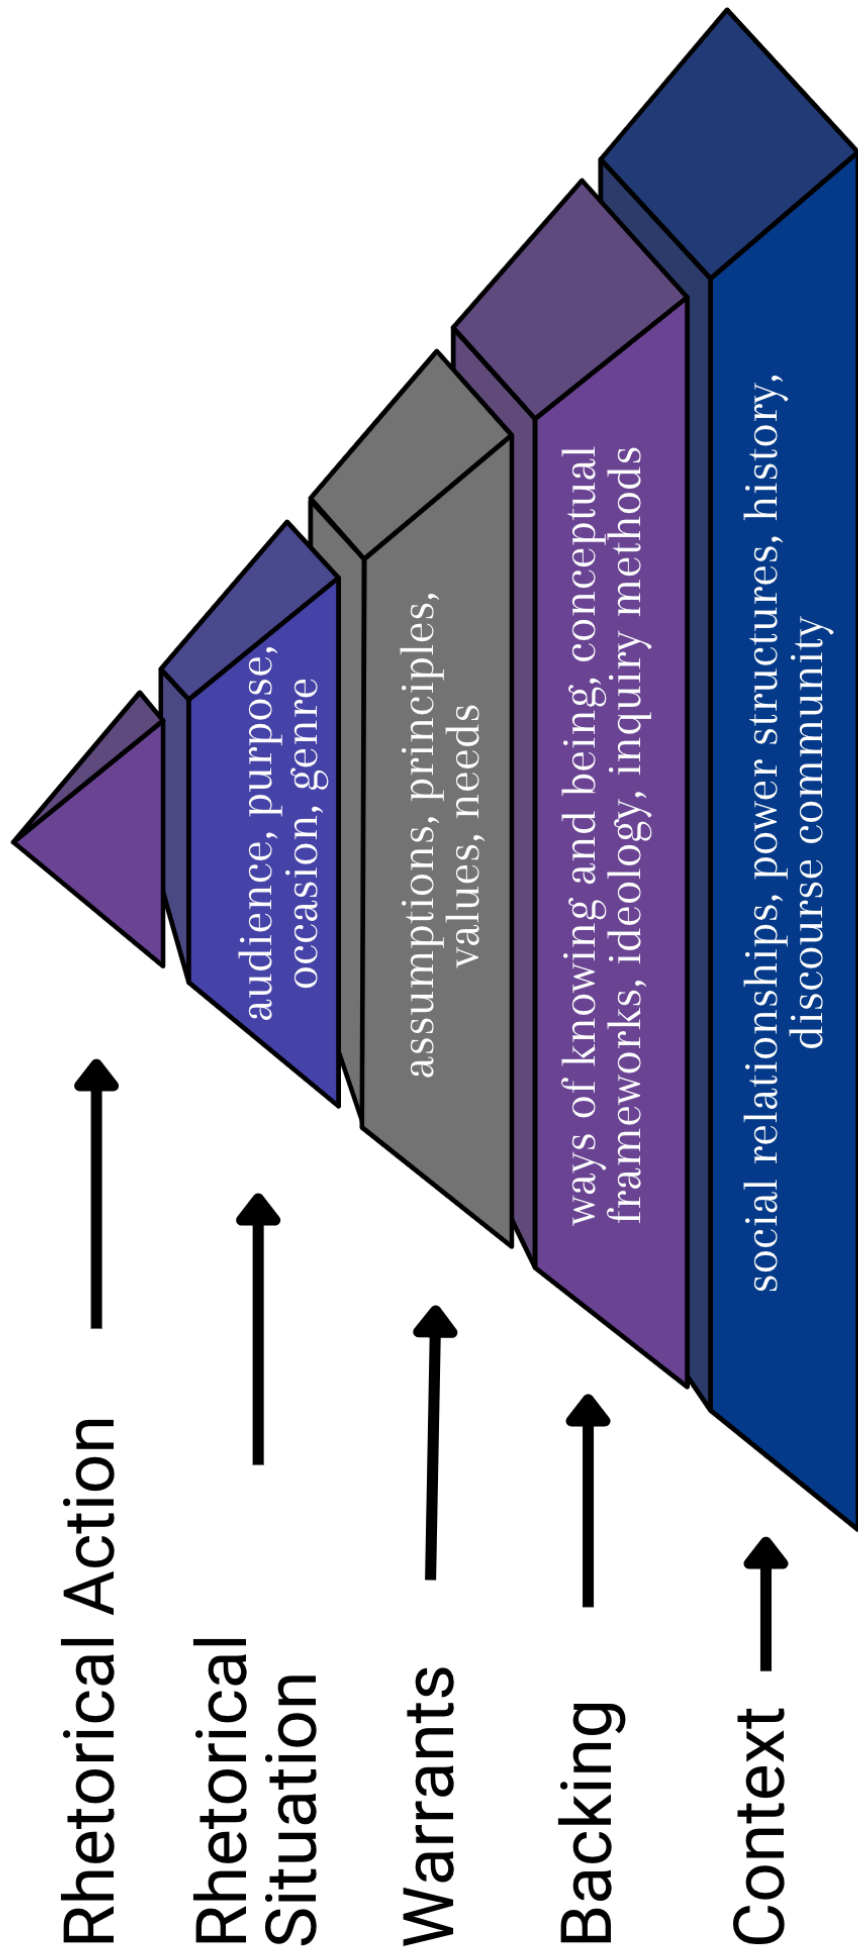 Rhetorical Action
Rhetorical
Situation
audience, purpose,
occasion, genre
Warrants
assumptions, principles,
values, needs
Backing
ways of knowing and being, conceptual
frameworks, ideology, inquiry methods
Context
social relationships, power structures, history,
discourse community